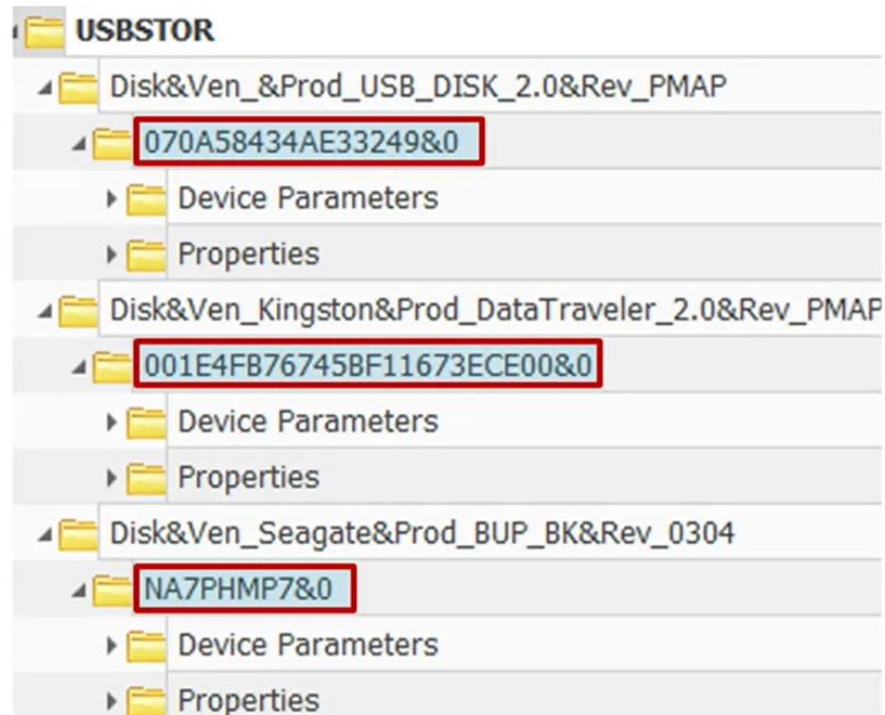 USBSTOR
Disk&Ven_&Prod_USB_DISK_2.0&Rev_PMAP
070A58434AE33249&0
Device Parameters
Properties
Disk&Ven_Kingston&Prod_DataTraveler_2.0&Rev_PMAP
001E4FB76745BF11673ECE00&0
Device Parameters
Properties
Disk&Ven_Seagate&Prod_BUP_BK&Rev_0304
NA7PHMP7&0
Device Parameters
Properties